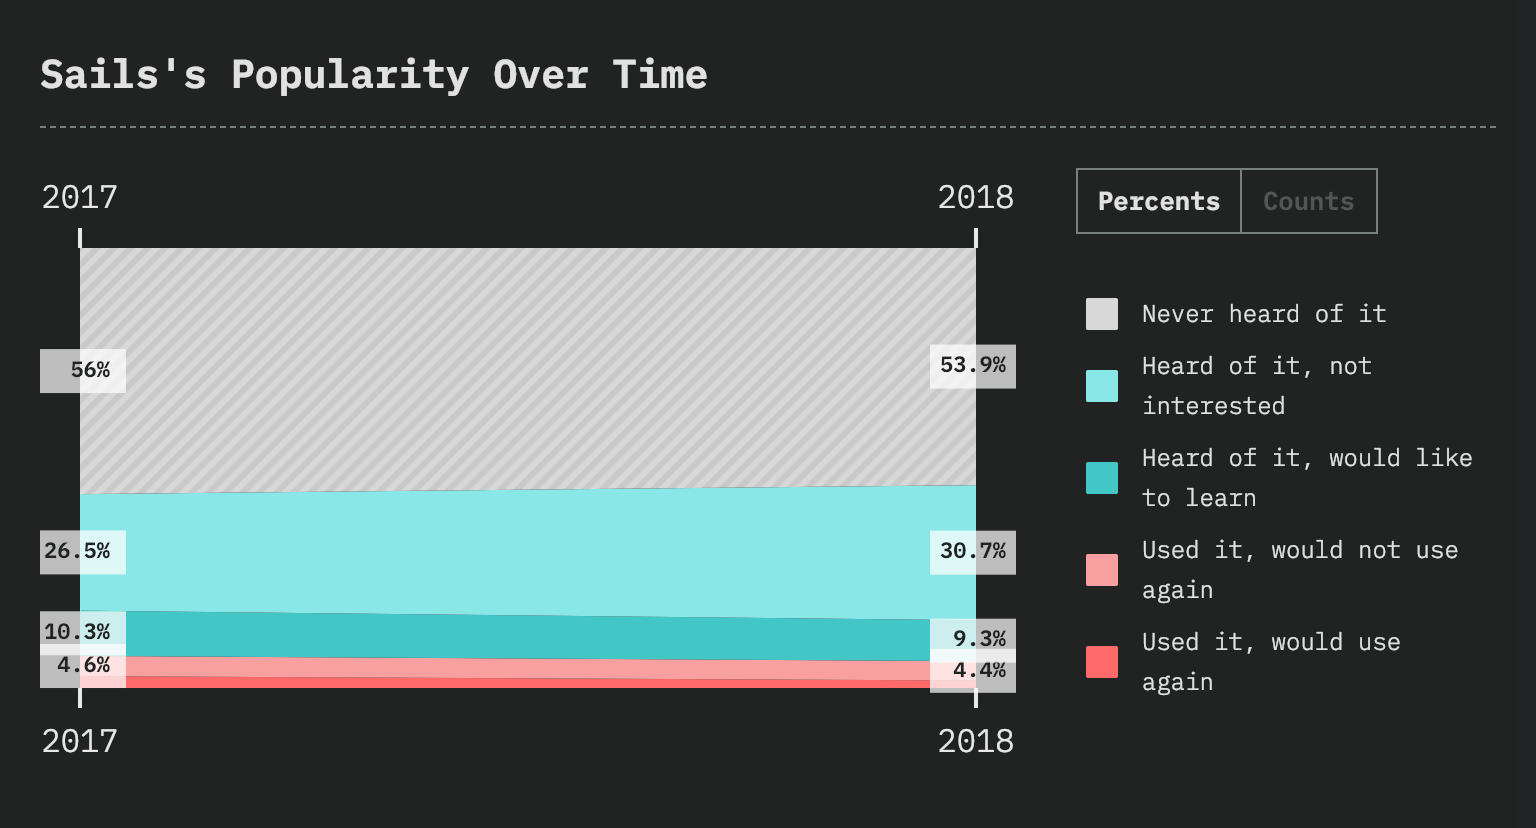 Sails's Popularity Over Time
2017
2018
Percents
Counts
56%
53.9%
26.5%
30.7%
10.3%
9.3%
4.6%
4.4%
2017
2018
Never heard of it
Heard of it, not
interested
Heard of it, would like
to learn
Used it, would not use
again
Used it, would use
again